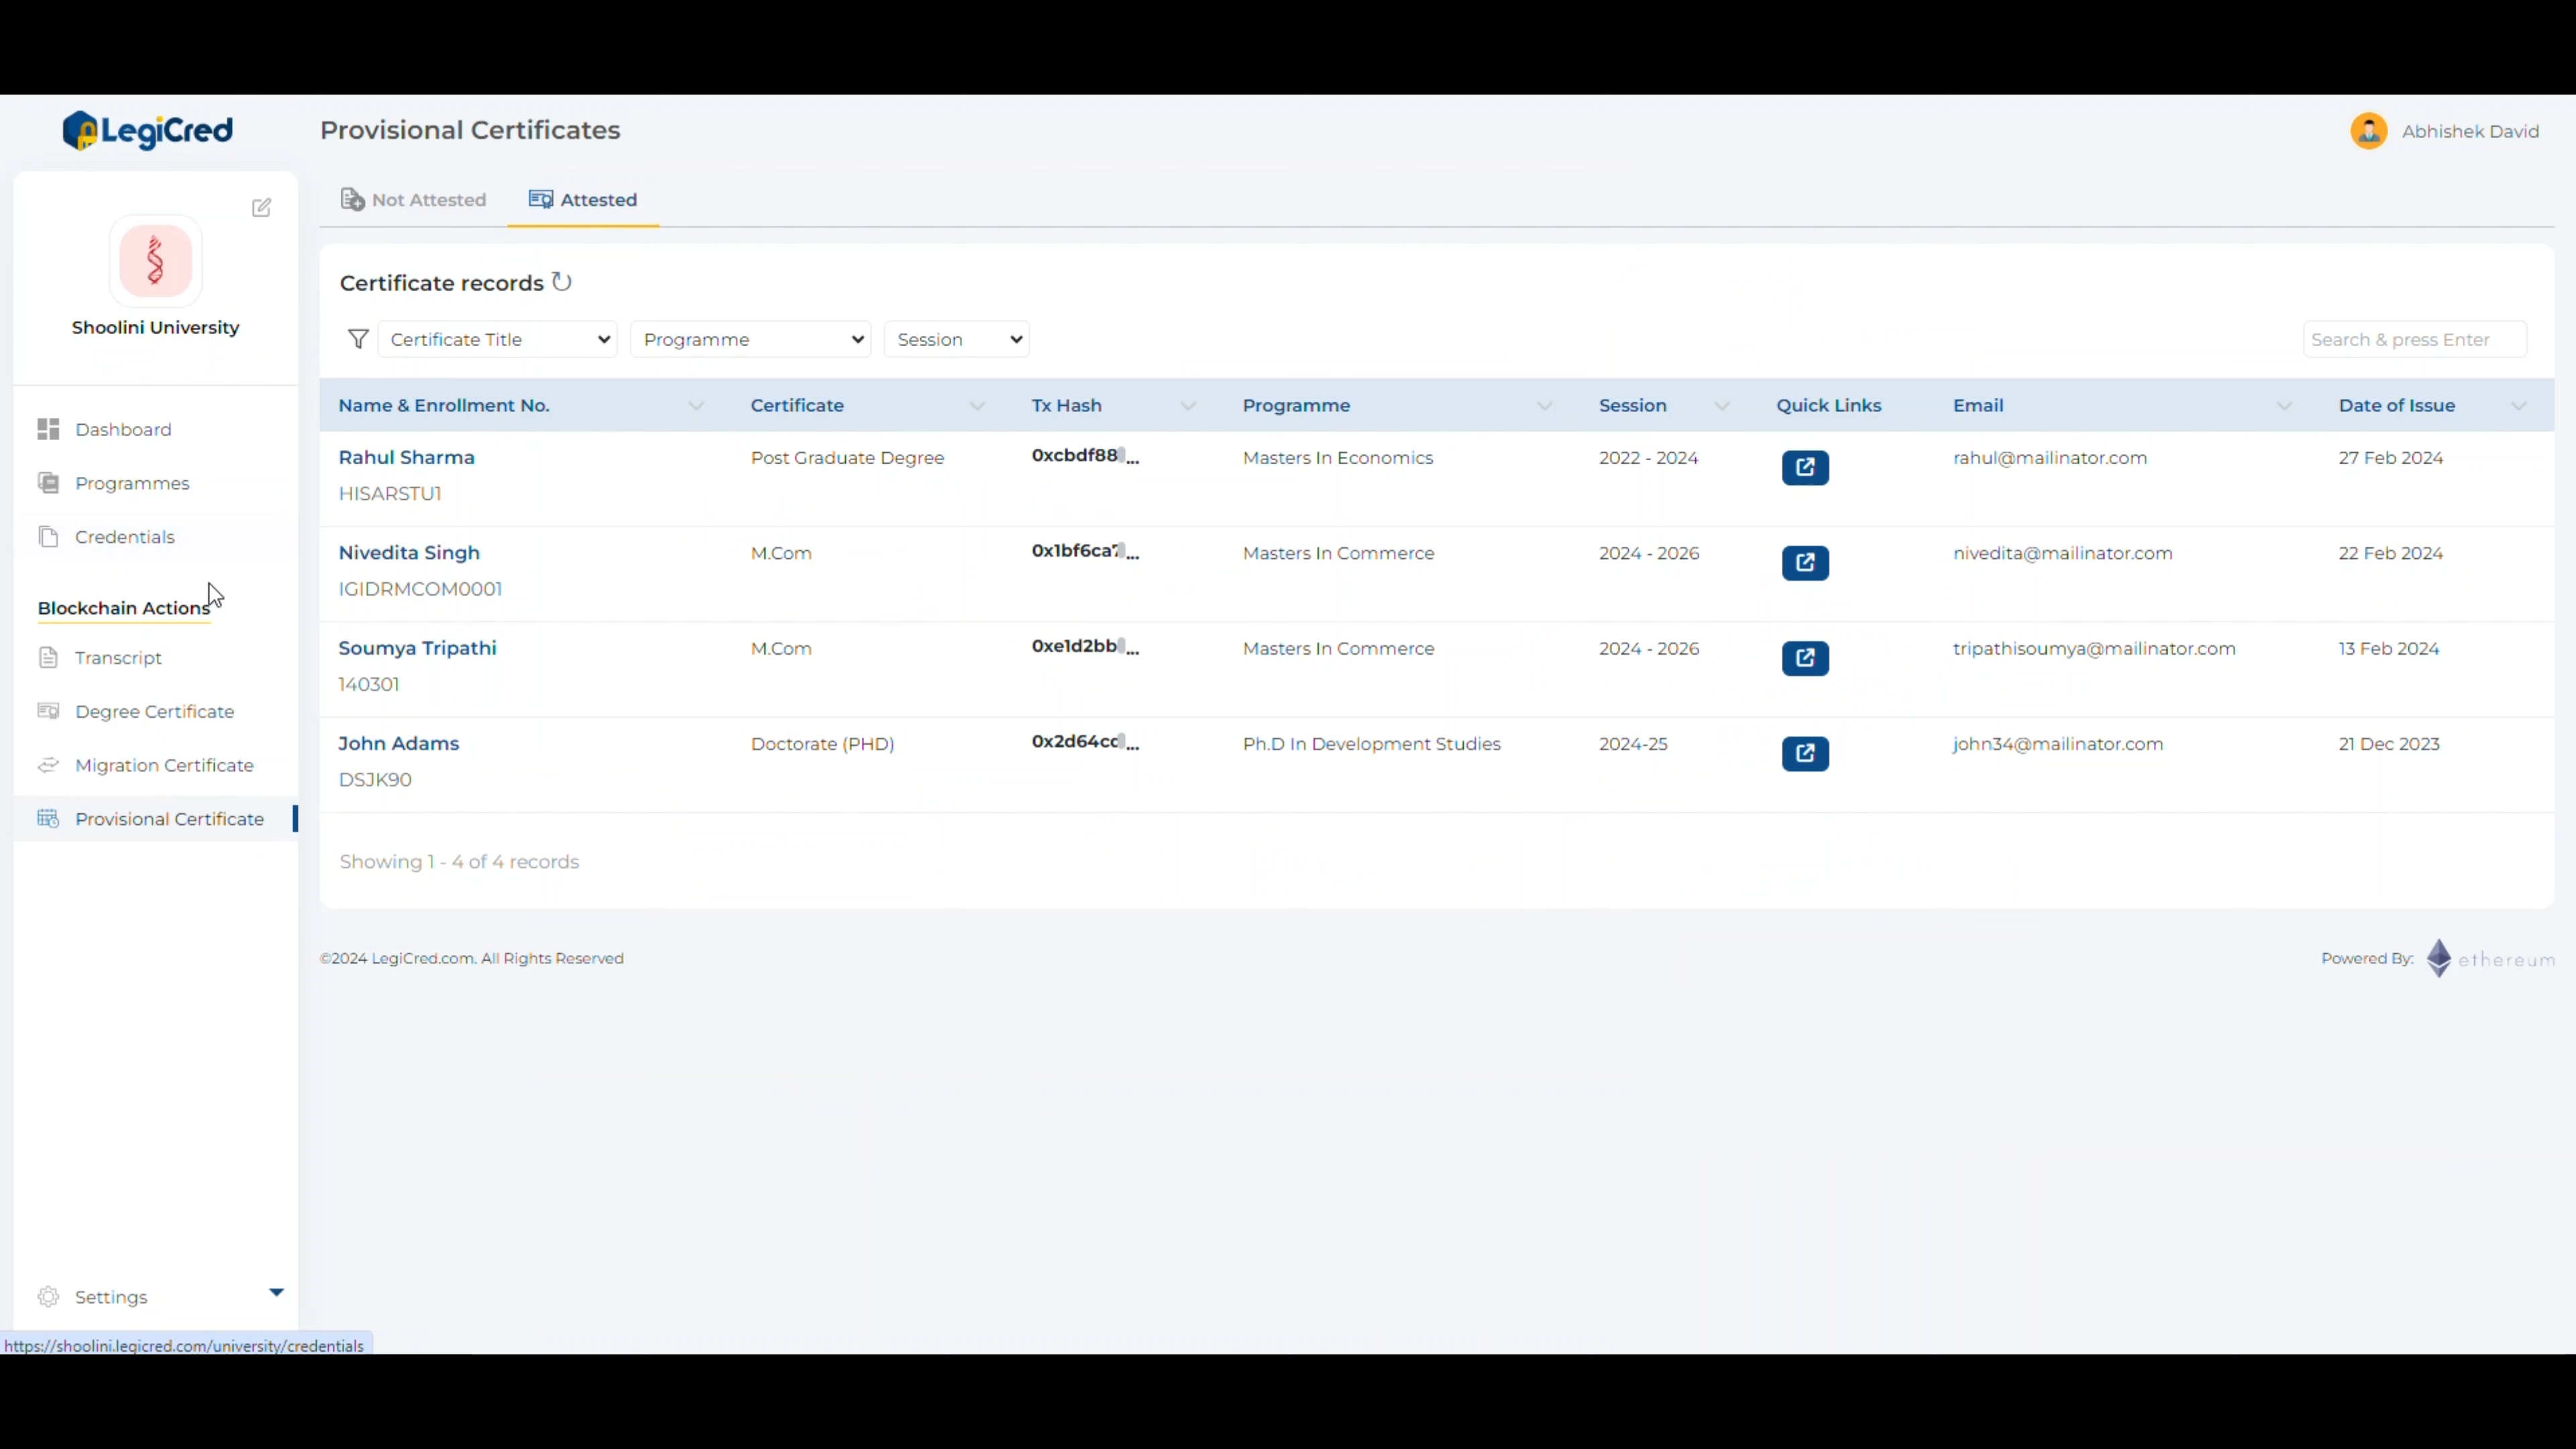 LegiCred
Provisional Certificates
Abhishek David
Shoolini University
Dashboard
Programmes
Credentials
Blockchain Actions
Transcript
Degree Certificate
Migration Certificate
Provisional Certificate
Settings
Not Attested
Attested
Certificate records
Certificate Title
Programme
Session
Search & press Enter
Name & Enrollment No. Certificate Tx Hash Programme Session Quick Links Email Date of Issue
Rahul Sharma Post Graduate Degree 0xcbdf88... Masters In Economics 2022 - 2024 rahul@mailinator.com 27 Feb 2024
HISARSTU1
Nivedita Singh M.Com 0x1bf6ca7... Masters In Commerce 2024 - 2026 nivedita@mailinator.com 22 Feb 2024
IGIDRMCOM0001
Soumya Tripathi M.Com 0xe1d2bb... Masters In Commerce 2024 - 2026 tripathisoumya@mailinator.com 13 Feb 2024
140301
John Adams Doctorate (PHD) 0x2d64cc... Ph.D In Development Studies 2024-25 john34@mailinator.com 21 Dec 2023
DSJK90
Showing 1 - 4 of 4 records
©2024 LegiCred.com. All Rights Reserved
Powered By: ethereum
https://shoolini.legicred.com/university/credentials